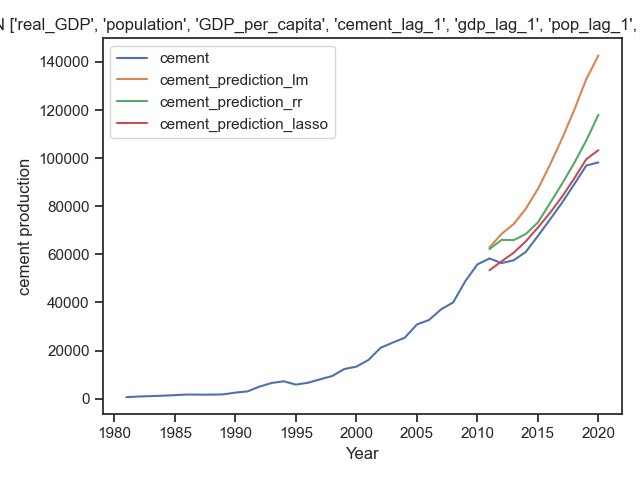 N ['real_GDP', 'population', 'GDP_per_capita', 'cement_lag_1', 'gdp_lag_1', 'pop_lag_1',
cement
cement_prediction_lm
cement_prediction_rr
cement_prediction_lasso
140000
120000
100000
80000
60000
40000
20000
0
cement production
1980 1985 1990 1995 2000 2005 2010 2015 2020
Year